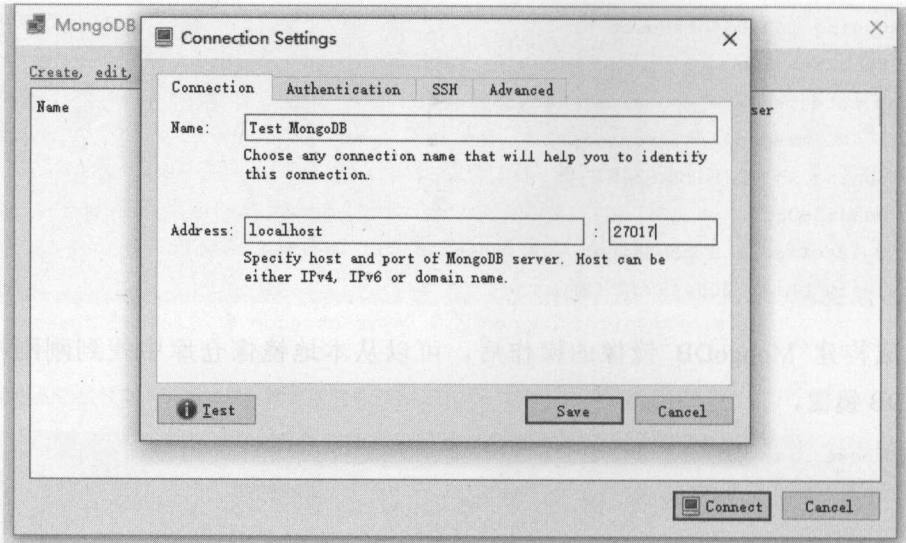 MongoDB
Connection Settings
Create, edit,
Connection
Authentication
SSH
Advanced
Name
ser
Name:
Test MongoDB
Choose any connection name that will help you to identify
this connection.
Address:
localhost
:
27017
Specify host and port of MongoDB server. Host can be
either IPv4, IPv6 or domain name.
Test
Save
Cancel
Connect
Cancel